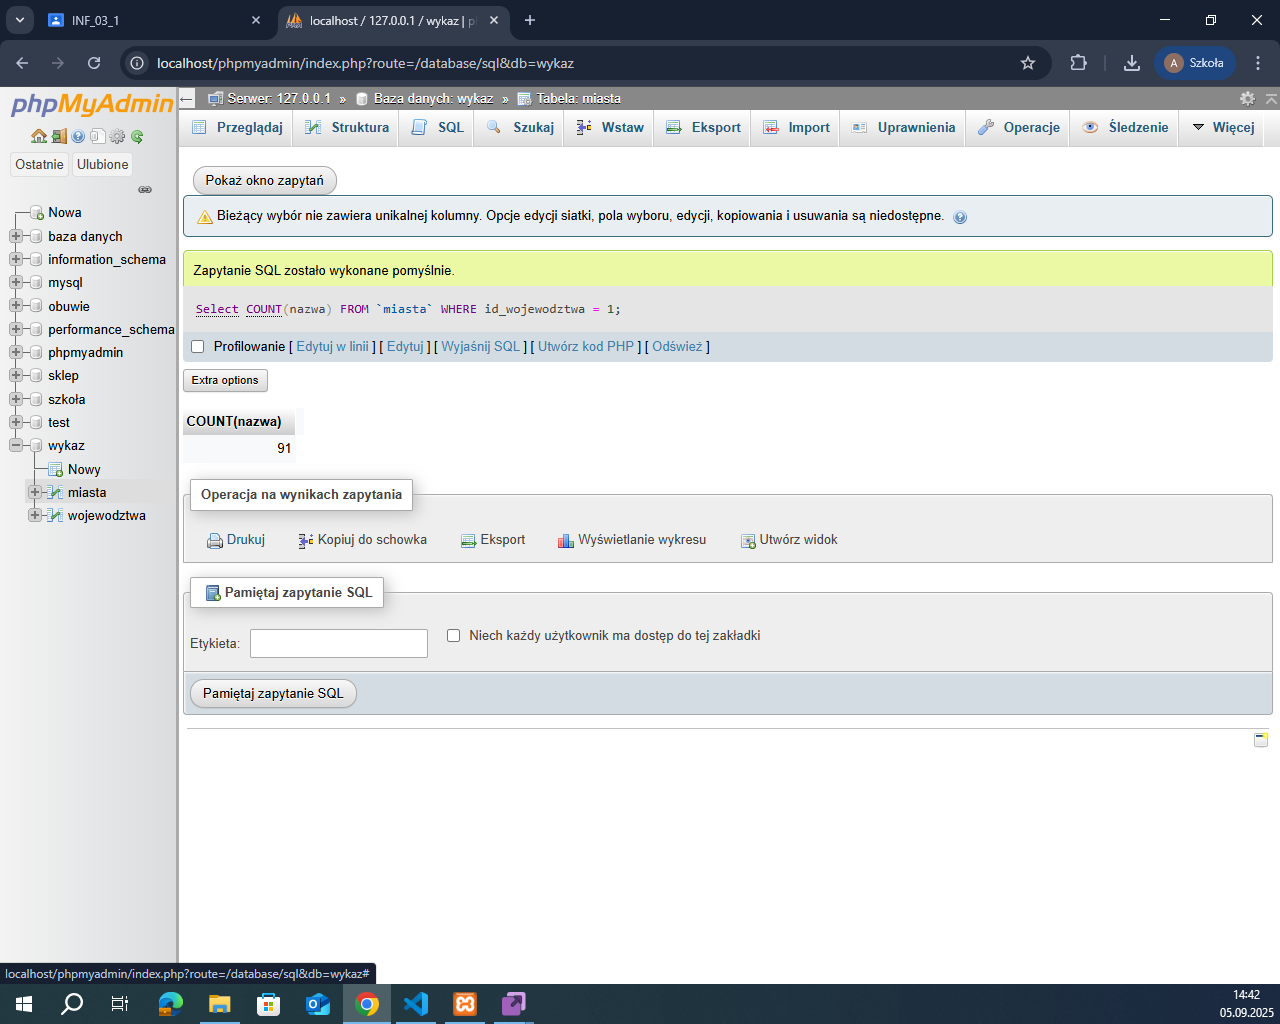 INF_03_1
localhost / 127.0.0.1 / wykaz | p
localhost/phpmyadmin/index.php?route=/database/sql&db=wykaz
A Szkoła
phpMyAdmin
Serwer: 127.0.0.1 » Baza danych: wykaz » Tabela: miasta
Przeglądaj Struktura SQL Szukaj Wstaw Eksport Import Uprawnienia Operacje Śledzenie Więcej
Ostatnie Ulubione
Nowa
baza danych
information_schema
mysql
obuwie
performance_schema
phpmyadmin
sklep
szkoła
test
wykaz
Nowy
miasta
wojewodztwa
Pokaż okno zapytań
Bieżący wybór nie zawiera unikalnej kolumny. Opcje edycji siatki, pola wyboru, edycji, kopiowania i usuwania są niedostępne.
Zapytanie SQL zostało wykonane pomyślnie.
Select COUNT(nazwa) FROM `miasta` WHERE id_wojewodztwa = 1;
Profilowanie [ Edytuj w linii ] [ Edytuj ] [ Wyjaśnij SQL ] [ Utwórz kod PHP ] [ Odśwież ]
Extra options
COUNT(nazwa)
91
Operacja na wynikach zapytania
Drukuj Kopiuj do schowka Eksport Wyświetlanie wykresu Utwórz widok
Pamiętaj zapytanie SQL
Etykieta: Niech każdy użytkownik ma dostęp do tej zakładki
Pamiętaj zapytanie SQL
localhost/phpmyadmin/index.php?route=/database/sql&db=wykaz#
14:42
05.09.2025